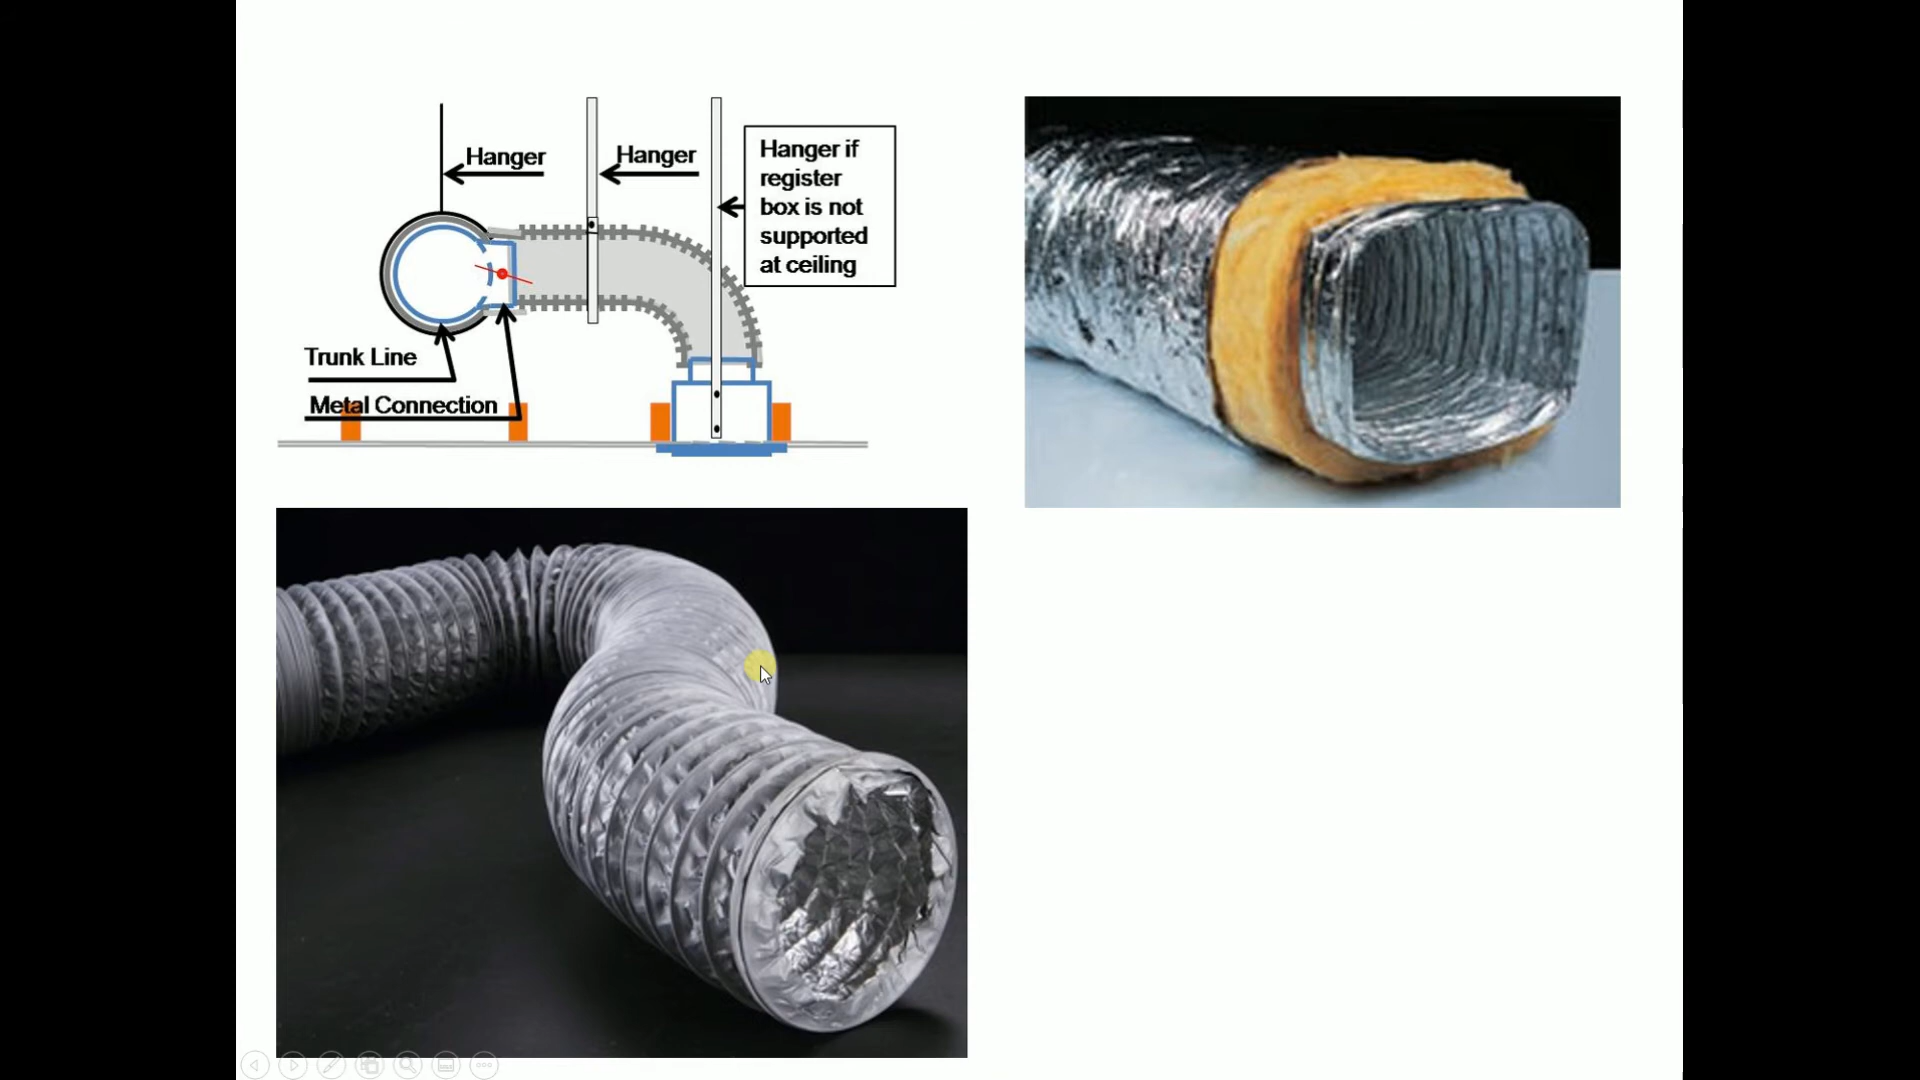 Hanger
Hanger
Hanger if
register
box is not
supported
at ceiling
Trunk Line
Metal Connection